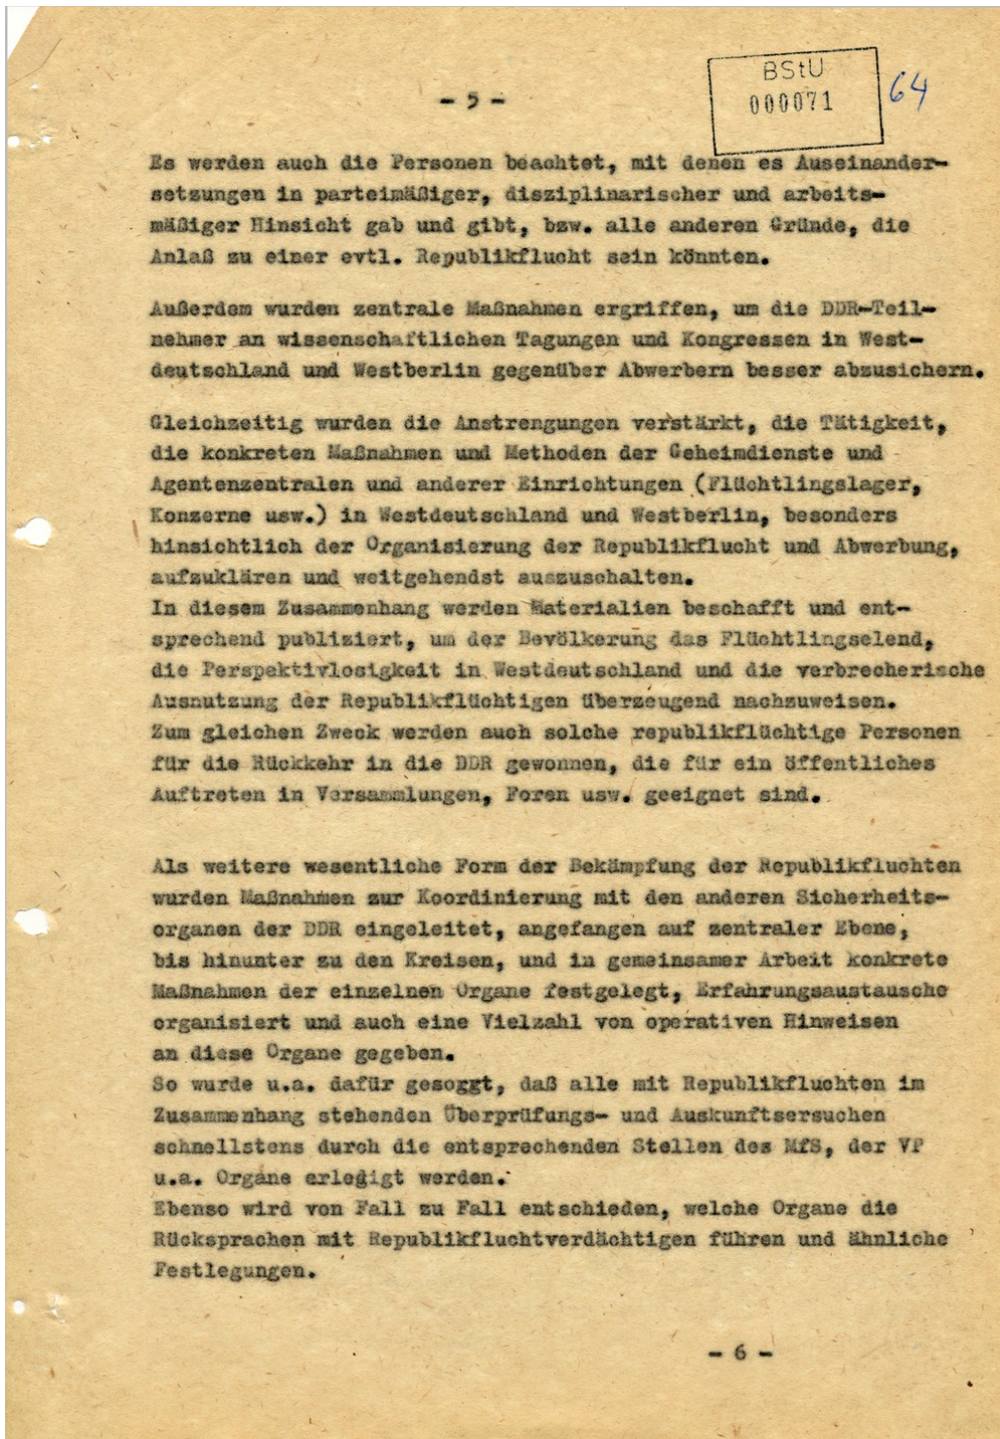 - 5 -
BStU
000071
64
Es werden auch die Personen beachtet, mit denen es Auseinander-
setzungen in parteimäßiger, disziplinarischer und arbeits-
mäßiger Hinsicht gab und gibt, bzw. alle anderen Gründe, die
Anlaß zu einer evtl. Republikflucht sein könnten.
Außerdem wurden zentrale Maßnahmen ergriffen, um die DDR-Teil-
nehmer an wissenschaftlichen Tagungen und Kongressen in West-
deutschland und Westberlin gegenüber Abwerbern besser abzusichern.
Gleichzeitig wurden die Anstrengungen verstärkt, die Tätigkeit,
die konkreten Maßnahmen und Methoden der Geheimdienste und
Agentenzentralen und anderer Einrichtungen (Flüchtlingslager,
Konzerne usw.) in Westdeutschland und Westberlin, besonders
hinsichtlich der Organisierung der Republikflucht und Abwerbung,
aufzuklären und weitgehendst auszuschalten.
In diesem Zusammenhang werden Materialien beschafft und ent-
sprechend publiziert, um der Bevölkerung das Flüchtlingselend,
die Perspektivlosigkeit in Westdeutschland und die verbrecherische
Ausnutzung der Republikflüchtigen überzeugend nachzuweisen.
Zum gleichen Zweck werden auch solche republikflüchtige Personen
für die Rückkehr in die DDR gewonnen, die für ein öffentliches
Auftreten in Versammlungen, Foren usw. geeignet sind.
Als weitere wesentliche Form der Bekämpfung der Republikfluchten
wurden Maßnahmen zur Koordinierung mit den anderen Sicherheits-
organen der DDR eingeleitet, angefangen auf zentraler Ebene,
bis hinunter zu den Kreisen, und in gemeinsamer Arbeit konkrete
Maßnahmen der einzelnen Organe festgelegt, Erfahrungsaustausche
organisiert und auch eine Vielzahl von operativen Hinweisen
an diese Organe gegeben.
So wurde u.a. dafür gesoggt, daß alle mit Republikfluchten im
Zusammenhang stehenden Überprüfungs- und Auskunftsersuchen
schnellstens durch die entsprechenden Stellen des MfS, der VP
u.a. Organe erledigt werden.
Ebenso wird von Fall zu Fall entschieden, welche Organe die
Rücksprachen mit Republikfluchtverdächtigen führen und ähnliche
Festlegungen.
- 6 -